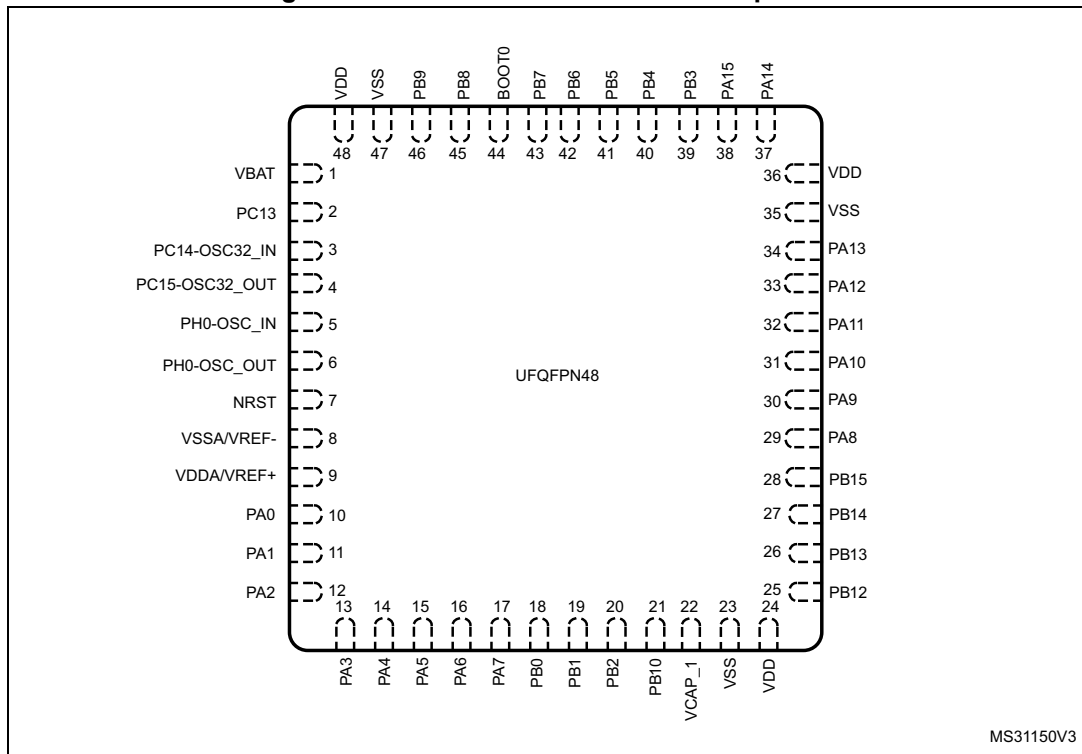 VDD
VSS
PB9
PB8
BOOT0
PB7
PB6
PB5
PB4
PB3
PA15
PA14
48
47
46
45
44
43
42
41
40
39
38
37
VBAT
1
PC13
2
PC14-OSC32_IN
3
PC15-OSC32_OUT
4
PH0-OSC_IN
5
PH0-OSC_OUT
6
NRST
7
VSSA/VREF-
8
VDDA/VREF+
9
PA0
10
PA1
11
PA2
12
UFQFPN48
36
VDD
35
VSS
34
PA13
33
PA12
32
PA11
31
PA10
30
PA9
29
PA8
28
PB15
27
PB14
26
PB13
25
PB12
13
14
15
16
17
18
19
20
21
22
23
24
PA3
PA4
PA5
PA6
PA7
PB0
PB1
PB2
PB10
VCAP_1
VSS
VDD
MS31150V3